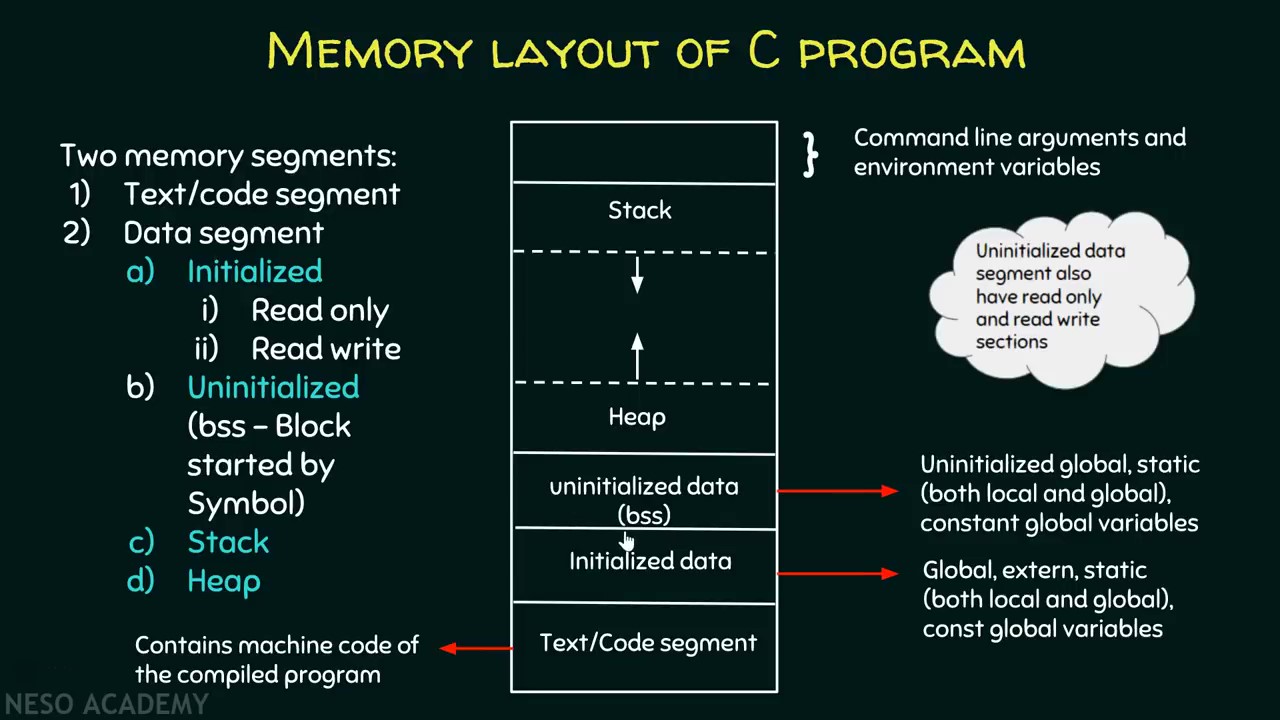 Memory layout of C program
Two memory segments:
1) Text/code segment
2) Data segment
a) Initialized
i) Read only
ii) Read write
b) Uninitialized
(bss – Block
started by
Symbol)
c) Stack
d) Heap
Contains machine code of
the compiled program
Stack
Heap
uninitialized data
(bss)
Initialized data
Text/Code segment
Command line arguments and
environment variables
Uninitialized data
segment also
have read only
and read write
sections
Uninitialized global, static
(both local and global),
constant global variables
Global, extern, static
(both local and global),
const global variables
NESO ACADEMY